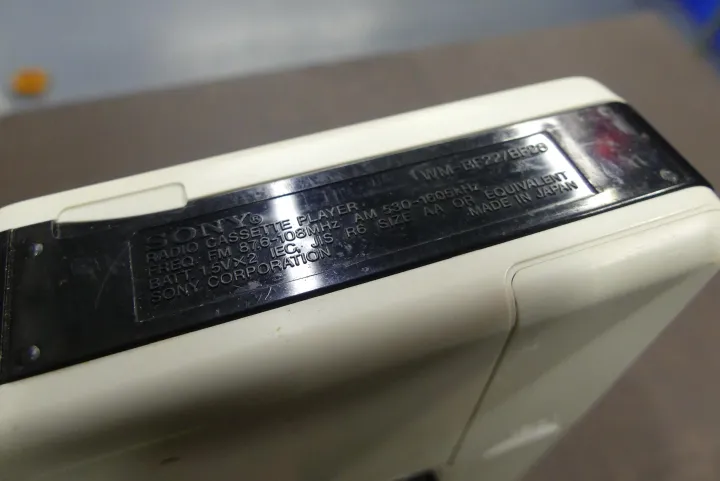 SONY®
RADIO CASSETTE PLAYER WM-BF22/BF28
FREQ. FM 87.6-108MHZ AM 530-1605kHz
BATT 1.5V×2 IEC, JIS R6 (SIZE AA OR EQUIVALENT
SONY CORPORATION MADE IN JAPAN